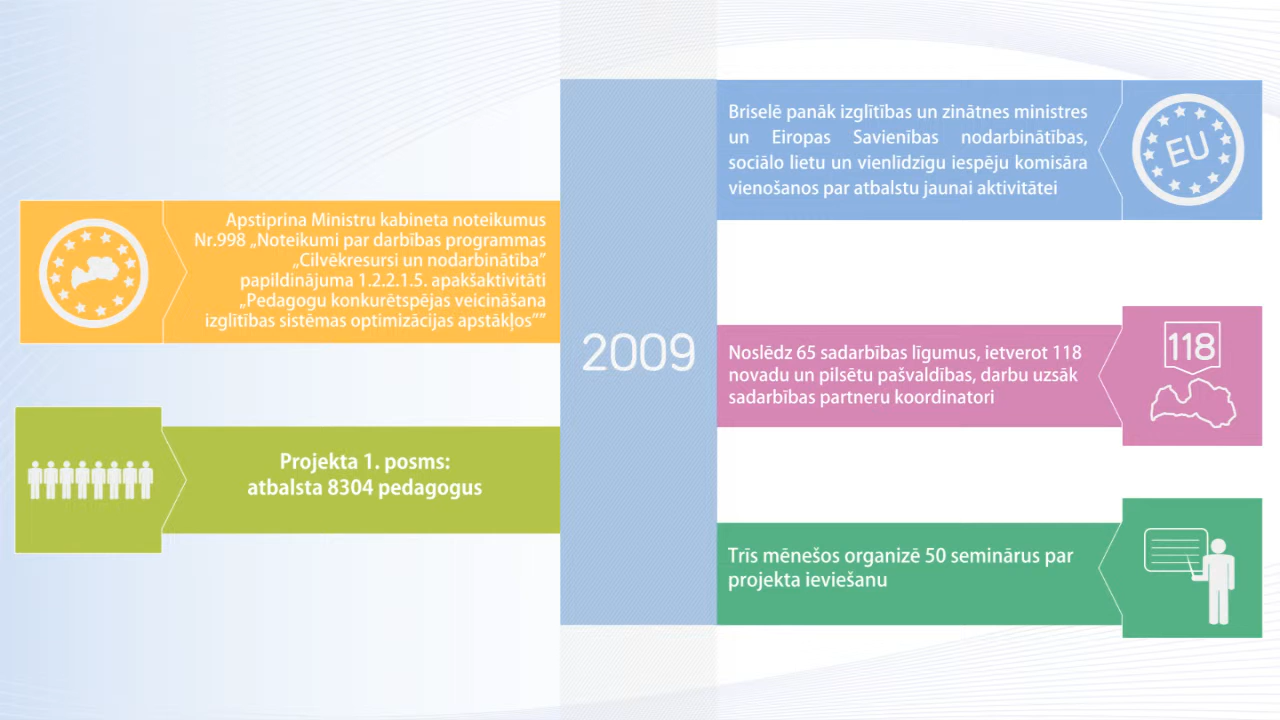 Briselē panāk izglītības un zinātnes ministres
un Eiropas Savienības nodarbinātības,
sociālo lietu un vienlīdzīgu iespēju komisāra
vienošanos par atbalstu jaunai aktivitātei
EU
Apstiprina Ministru kabineta noteikumus
Nr.998 „Noteikumi par darbības programmas
„Cilvēkresursi un nodarbinātība”
papildinājuma 1.2.2.1.5. apakšaktivitāti
„Pedagogu konkurētspējas veicināšana
izglītības sistēmas optimizācijas apstākļos””
2009
Noslēdz 65 sadarbības līgumus, ietverot 118
novadu un pilsētu pašvaldības, darbu uzsāk
sadarbības partneru koordinatori
118
Projekta 1. posms:
atbalsta 8304 pedagogus
Trīs mēnešos organizē 50 seminārus par
projekta ieviešanu